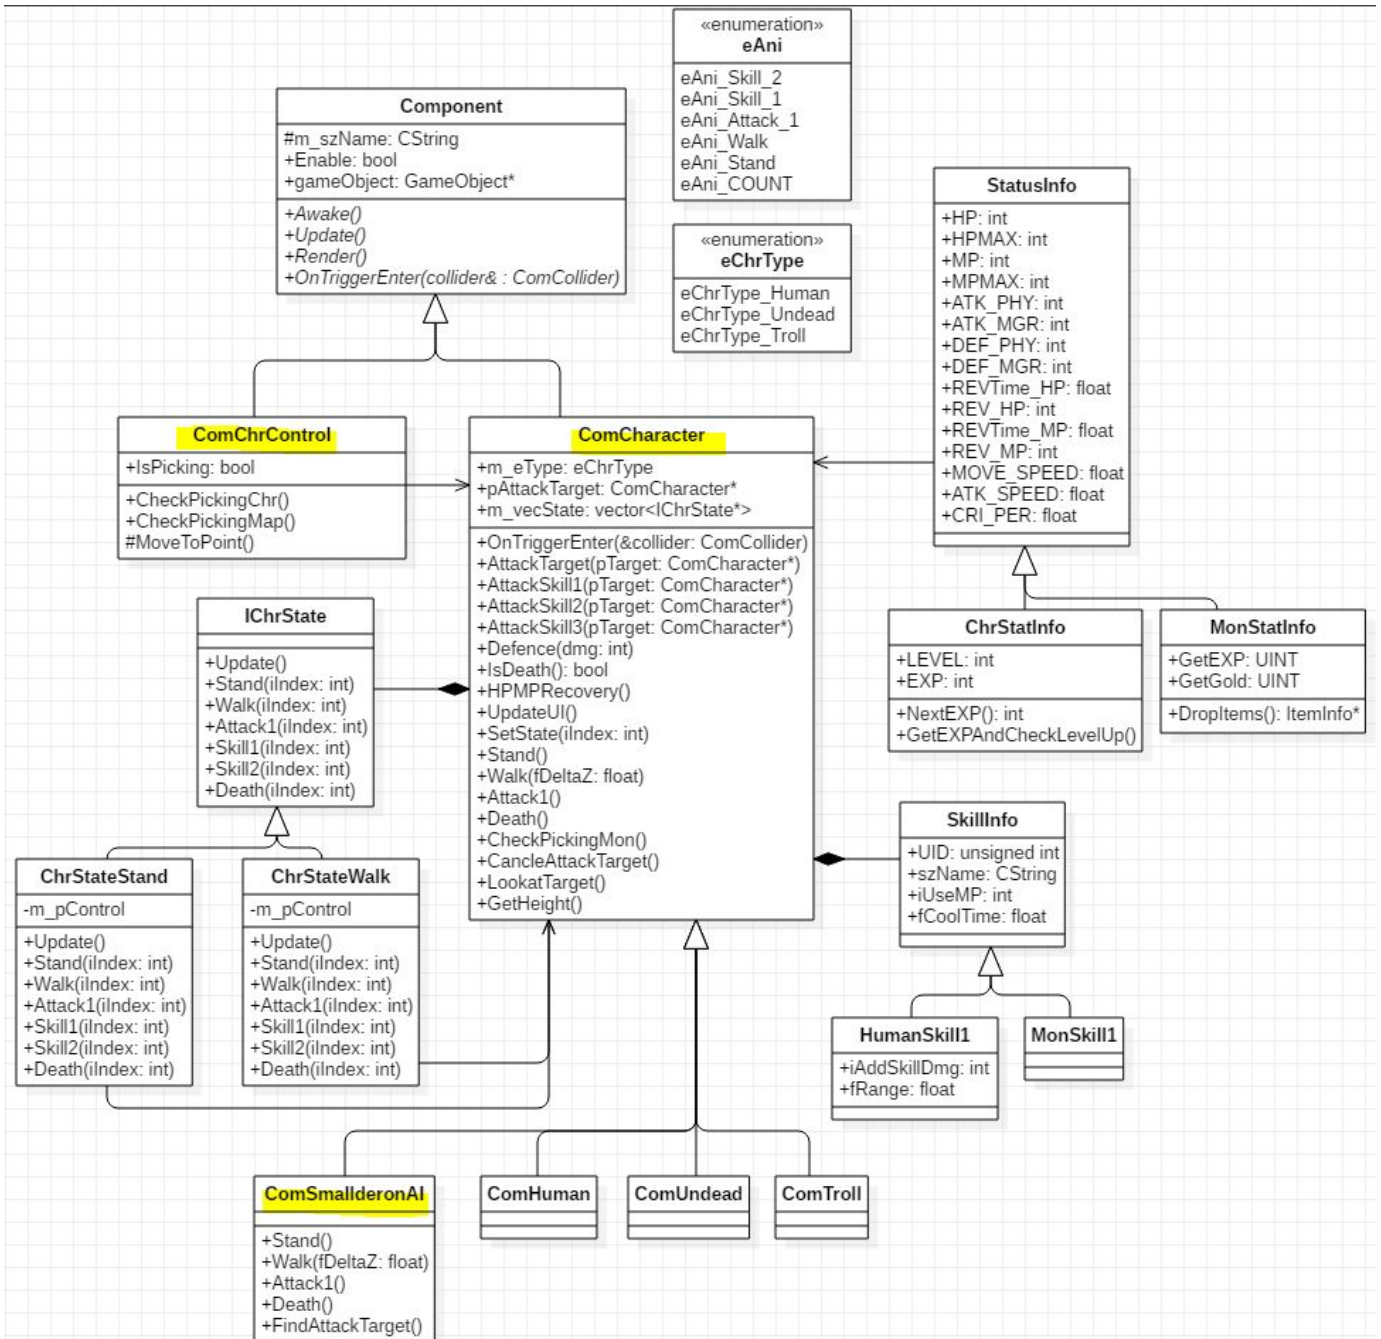 «enumeration»
eAni
eAni_Skill_2
eAni_Skill_1
eAni_Attack_1
eAni_Walk
eAni_Stand
eAni_COUNT
Component
#m_szName: CString
+Enable: bool
+gameObject: GameObject*
+Awake()
+Update()
+Render()
+OnTriggerEnter(collider& : ComCollider)
«enumeration»
eChrType
eChrType_Human
eChrType_Undead
eChrType_Troll
StatusInfo
+HP: int
+HPMAX: int
+MP: int
+MPMAX: int
+ATK_PHY: int
+ATK_MGR: int
+DEF_PHY: int
+DEF_MGR: int
+REVTime_HP: float
+REV_HP: int
+REVTime_MP: float
+REV_MP: int
+MOVE_SPEED: float
+ATK_SPEED: float
+CRI_PER: float
ComChrControl
+IsPicking: bool
+CheckPickingChr()
+CheckPickingMap()
#MoveToPoint()
ComCharacter
+m_eType: eChrType
+pAttackTarget: ComCharacter*
+m_vecState: vector<IChrState*>
+OnTriggerEnter(&collider: ComCollider)
+AttackTarget(pTarget: ComCharacter*)
+AttackSkill1(pTarget: ComCharacter*)
+AttackSkill2(pTarget: ComCharacter*)
+AttackSkill3(pTarget: ComCharacter*)
+Defence(dmg: int)
+IsDeath(): bool
+HPMPRecovery()
+UpdateUI()
+SetState(iIndex: int)
+Stand()
+Walk(fDeltaZ: float)
+Attack1()
+Death()
+CheckPickingMon()
+CancleAttackTarget()
+LookatTarget()
+GetHeight()
IChrState
+Update()
+Stand(iIndex: int)
+Walk(iIndex: int)
+Attack1(iIndex: int)
+Skill1(iIndex: int)
+Skill2(iIndex: int)
+Death(iIndex: int)
ChrStatInfo
+LEVEL: int
+EXP: int
+NextEXP(): int
+GetEXPAndCheckLevelUp()
MonStatInfo
+GetEXP: UINT
+GetGold: UINT
+DropItems(): ItemInfo*
SkillInfo
+UID: unsigned int
+szName: CString
+iUseMP: int
+fCoolTime: float
ChrStateStand
-m_pControl
+Update()
+Stand(iIndex: int)
+Walk(iIndex: int)
+Attack1(iIndex: int)
+Skill1(iIndex: int)
+Skill2(iIndex: int)
+Death(iIndex: int)
ChrStateWalk
-m_pControl
+Update()
+Stand(iIndex: int)
+Walk(iIndex: int)
+Attack1(iIndex: int)
+Skill1(iIndex: int)
+Skill2(iIndex: int)
+Death(iIndex: int)
HumanSkill1
+iAddSkillDmg: int
+fRange: float
MonSkill1
ComSmallderonAI
+Stand()
+Walk(fDeltaZ: float)
+Attack1()
+Death()
+FindAttackTarget()
ComHuman
ComUndead
ComTroll